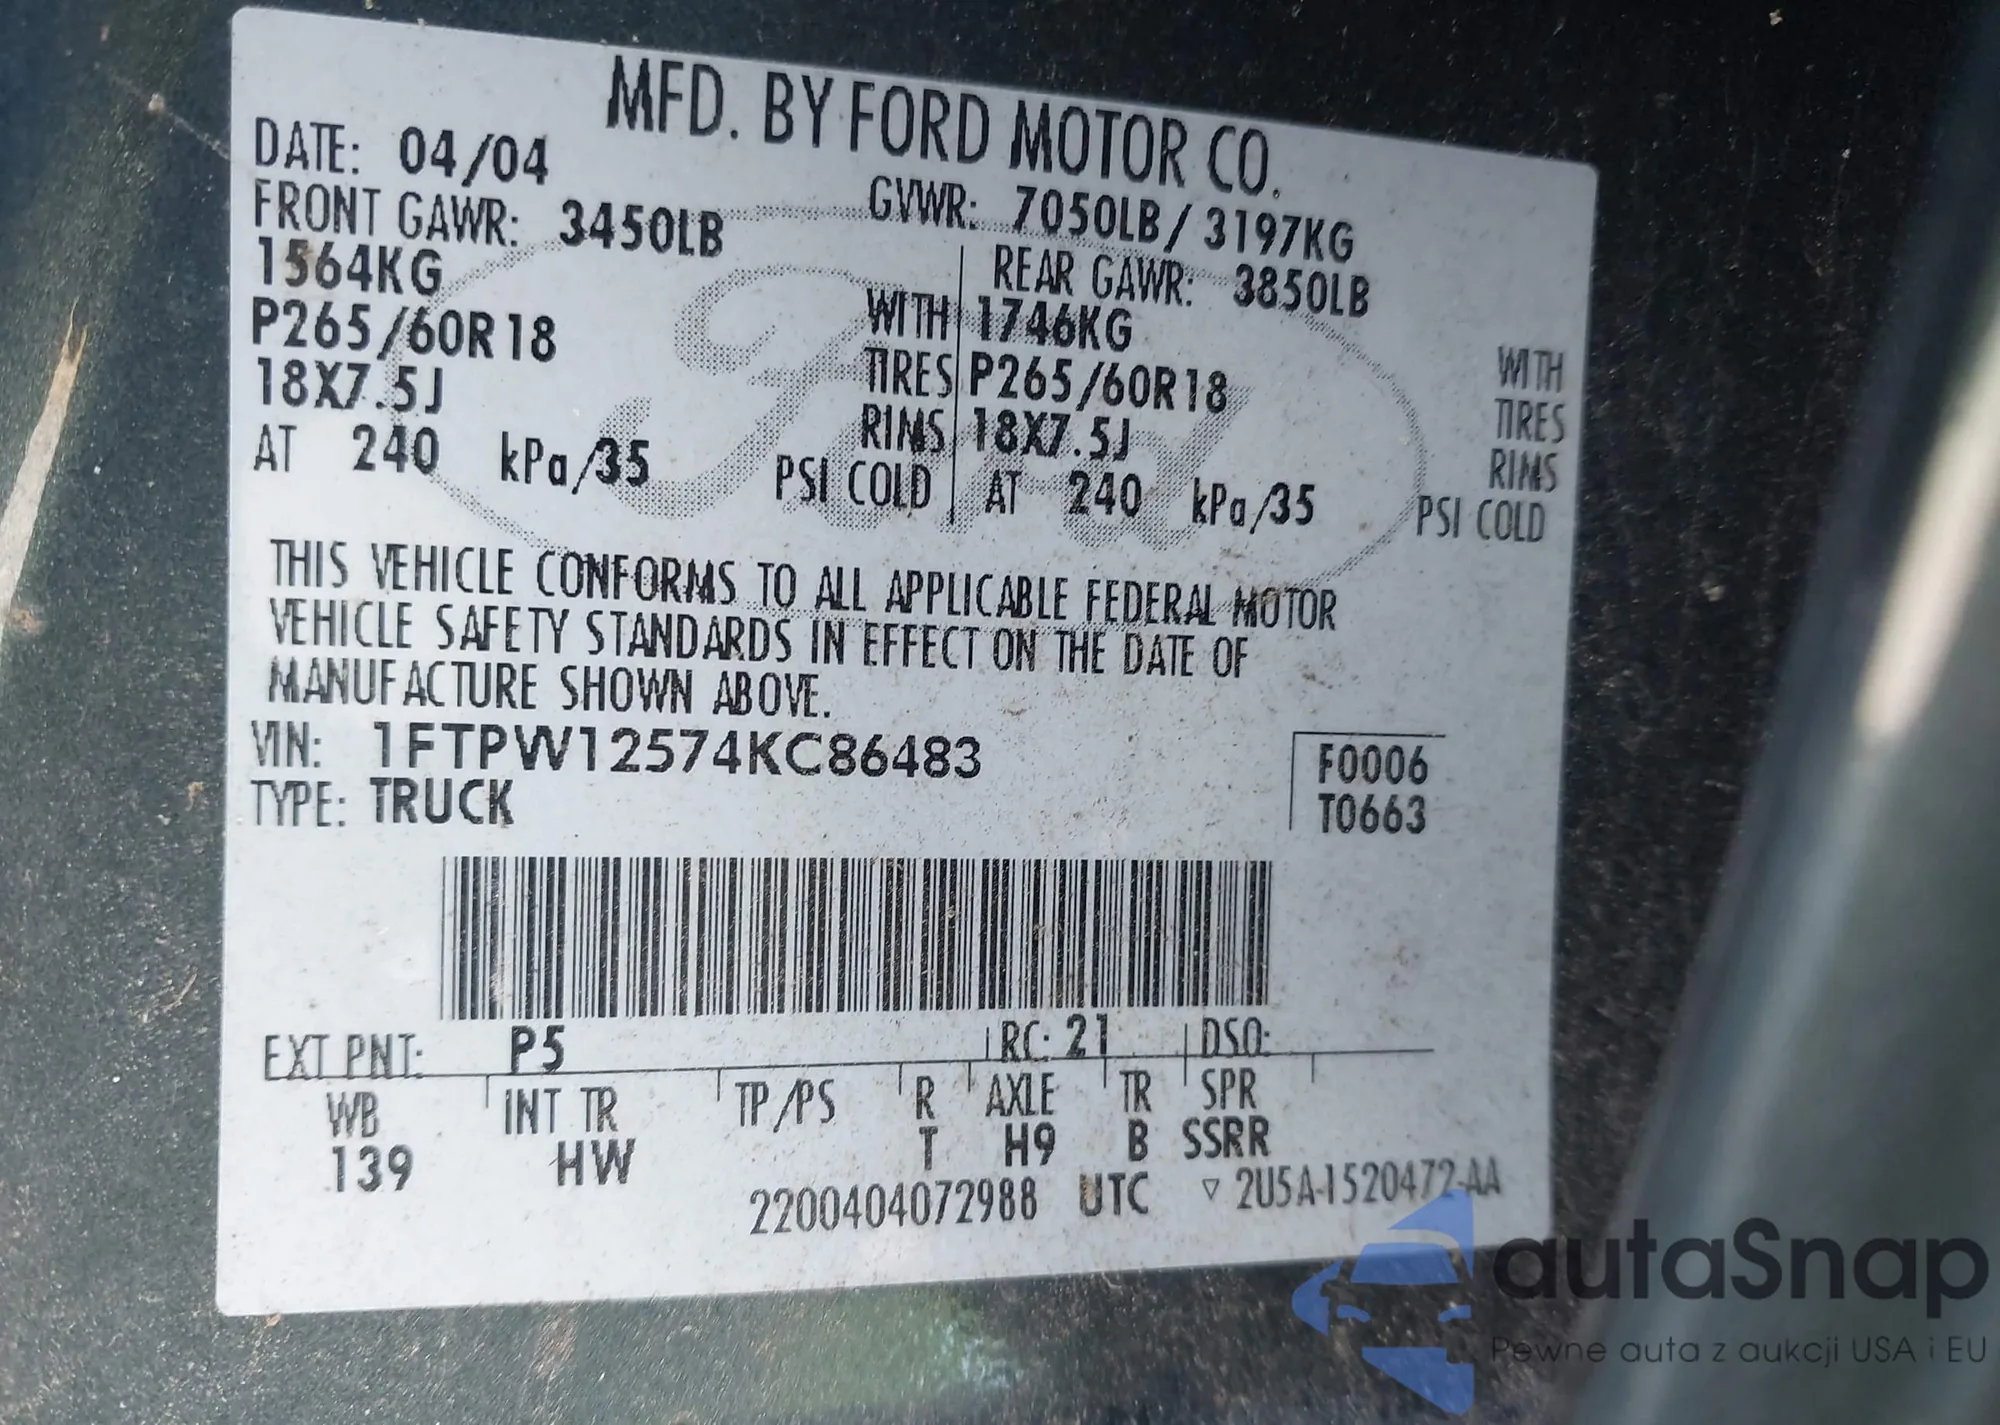 MFD. BY FORD MOTOR CO.
DATE: 04/04
GVWR: 7050LB/3197KG
FRONT GAWR: 3450LB
REAR GAWR: 3850LB
1564KG WITH
1746KG WITH
P265/60R18 TIRES
P265/60R18 TIRES
18X7.5J RIMS
18X7.5J RIMS
AT 240 kPa/35 PSI COLD
AT 240 kPa/35 PSI COLD
Ford
THIS VEHICLE CONFORMS TO ALL APPLICABLE FEDERAL MOTOR
VEHICLE SAFETY STANDARDS IN EFFECT ON THE DATE OF
MANUFACTURE SHOWN ABOVE.
VIN: 1FTPW12574KC86483
TYPE: TRUCK
F0006
T0663
EXT PNT: P5 RC: 21 DSO:
WB INT TR TP/PS R AXLE TR SPR
139 HW T H9 B SSRR
2200404072988 UTC ▽ 2U5A-1520472-AA
autaSnap
Pewne auta z aukcji USA i EU